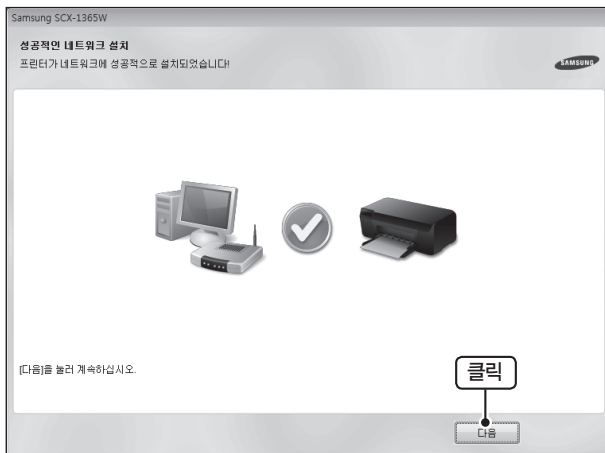 Samsung SCX-1365W
성공적인 네트워크 설치
프린터가 네트워크에 성공적으로 설치되었습니다!
SAMSUNG
[다음]을 눌러 계속하십시오.
클릭
다음